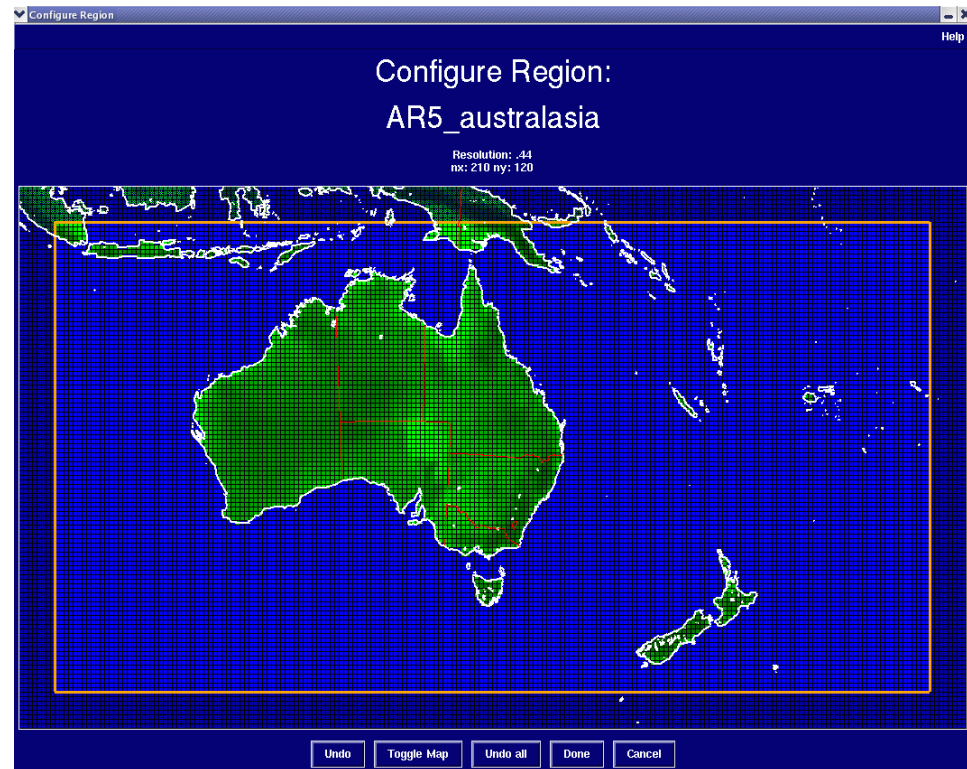 Configure Region
Help
Configure Region:
AR5_australasia
Resolution: .44
nx: 210 ny: 120
Undo
Toggle Map
Undo all
Done
Cancel